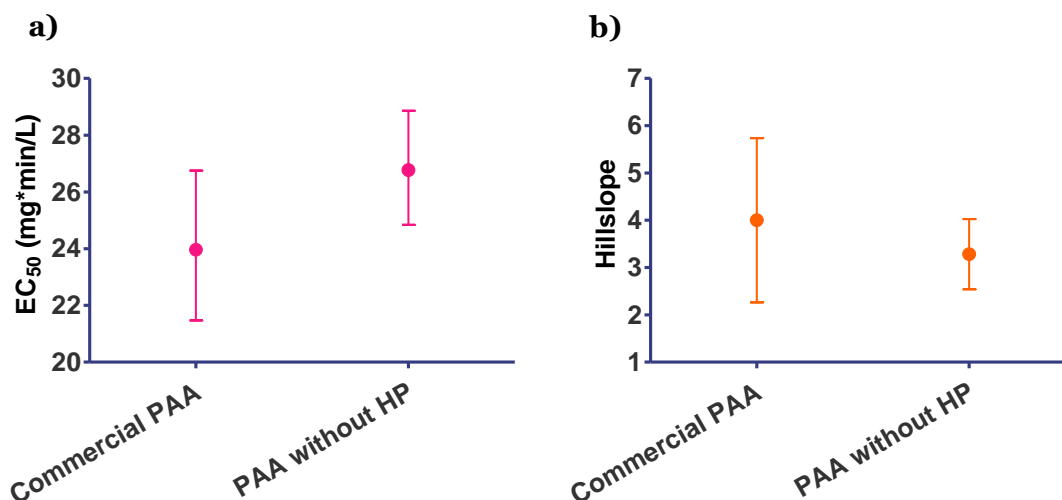 a)
EC₅₀ (mg*min/L)
30
28
26
24
22
20
Commercial PAA
PAA without HP
b)
Hillslope
7
6
5
4
3
2
1
Commercial PAA
PAA without HP